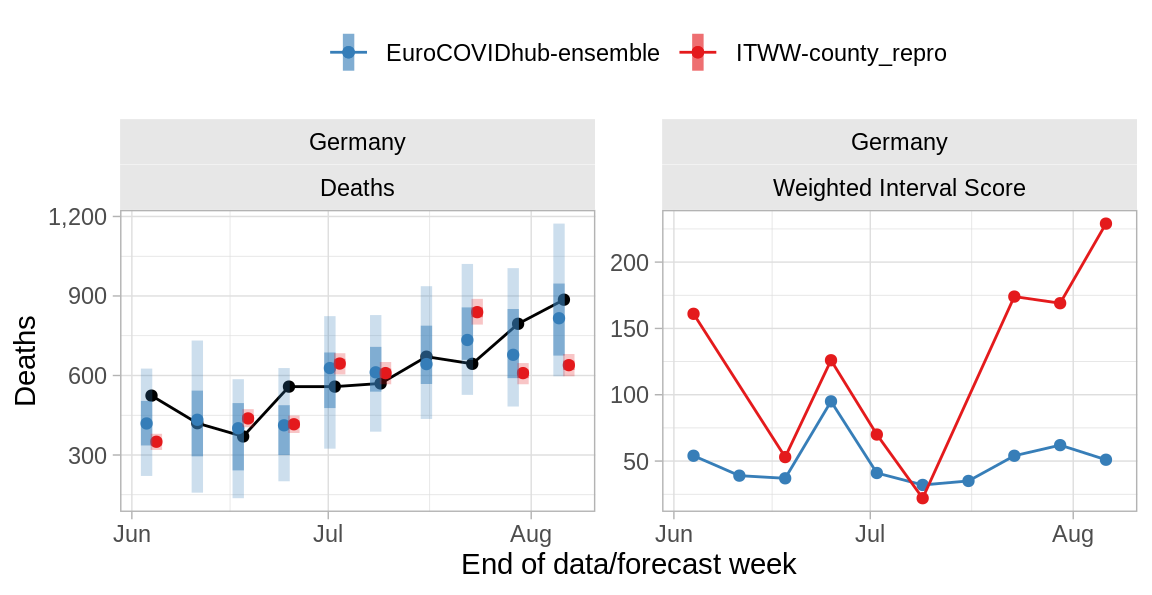 EuroCOVIDhub-ensemble ITWW-county_repro
Germany
Deaths
1,200
900
600
300
Jun Jul Aug
Deaths
Germany
Weighted Interval Score
200
150
100
50
Jun Jul Aug
End of data/forecast week